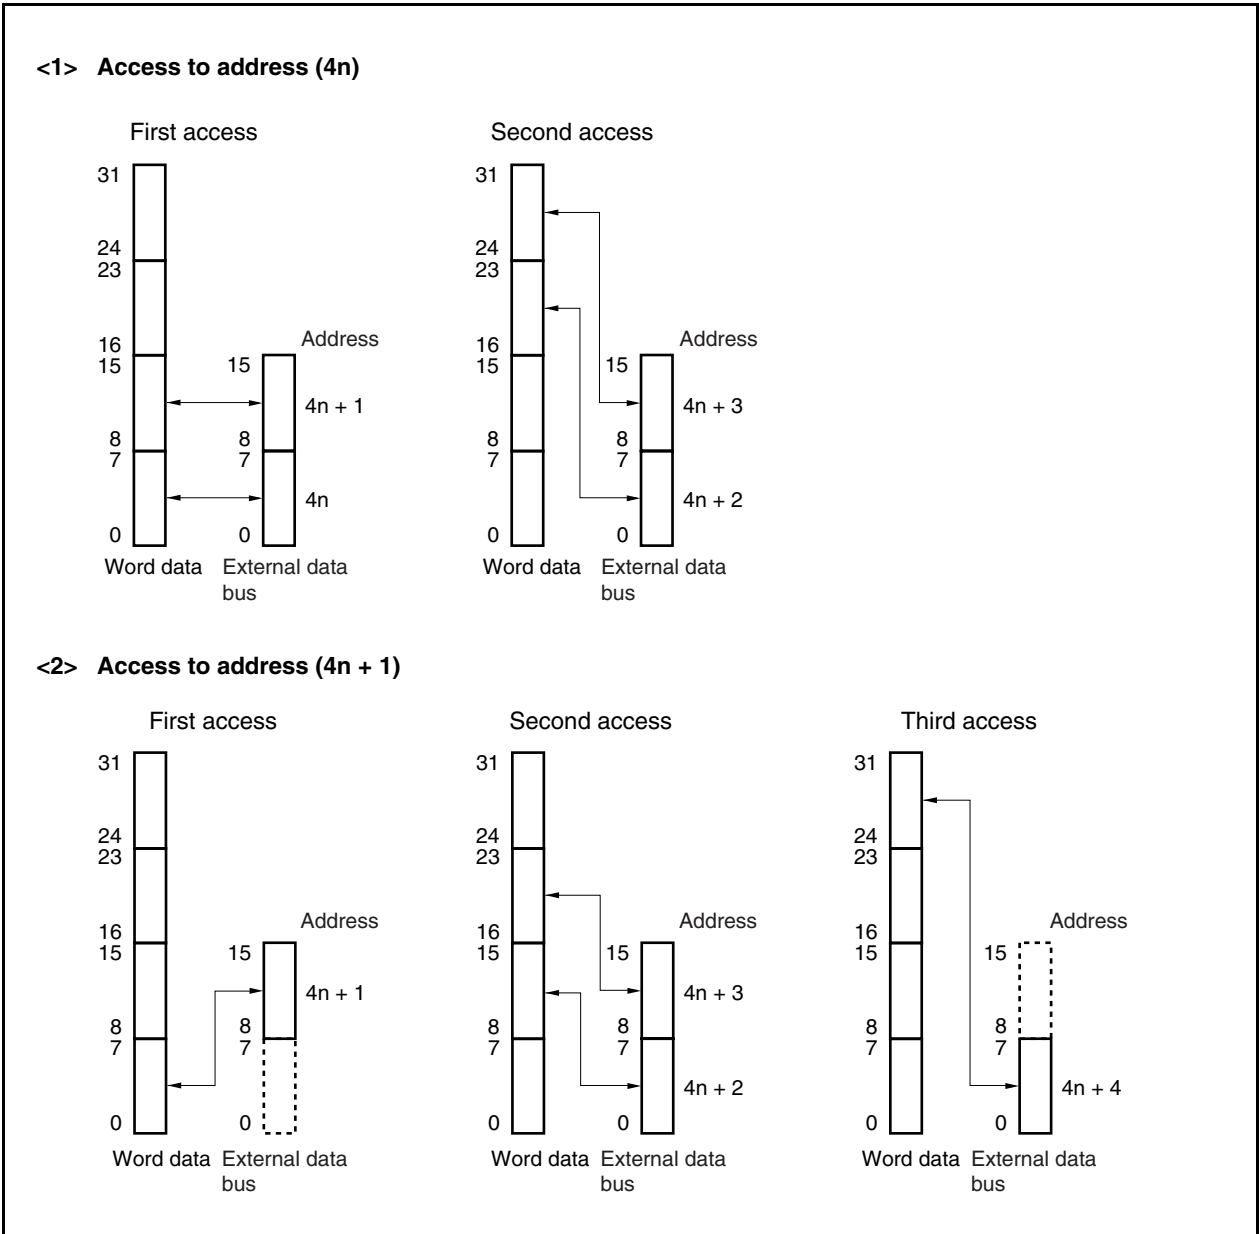 <1> Access to address (4n)
First access
31
24
23
16
15
8
7
0
Address
15
4n + 1
8
7
4n
0
Word data
External data
bus
Second access
31
24
23
16
15
8
7
0
Address
15
4n + 3
8
7
4n + 2
0
Word data
External data
bus
<2> Access to address (4n + 1)
First access
31
24
23
16
15
8
7
0
Address
15
4n + 1
8
7
0
Word data
External data
bus
Second access
31
24
23
16
15
8
7
0
Address
15
4n + 3
8
7
4n + 2
0
Word data
External data
bus
Third access
31
24
23
16
15
8
7
0
Address
15
8
7
4n + 4
0
Word data
External data
bus